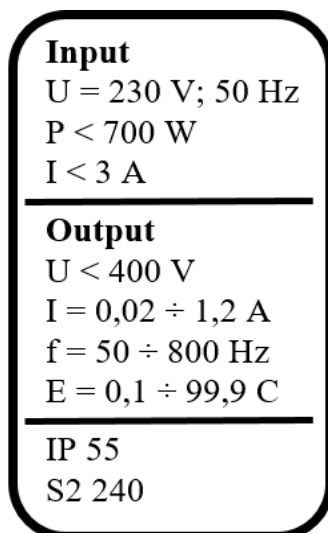 Input
U = 230 V; 50 Hz
P < 700 W
I < 3 A
Output
U < 400 V
I = 0,02 ÷ 1,2 A
f = 50 ÷ 800 Hz
E = 0,1 ÷ 99,9 C
IP 55
S2 240